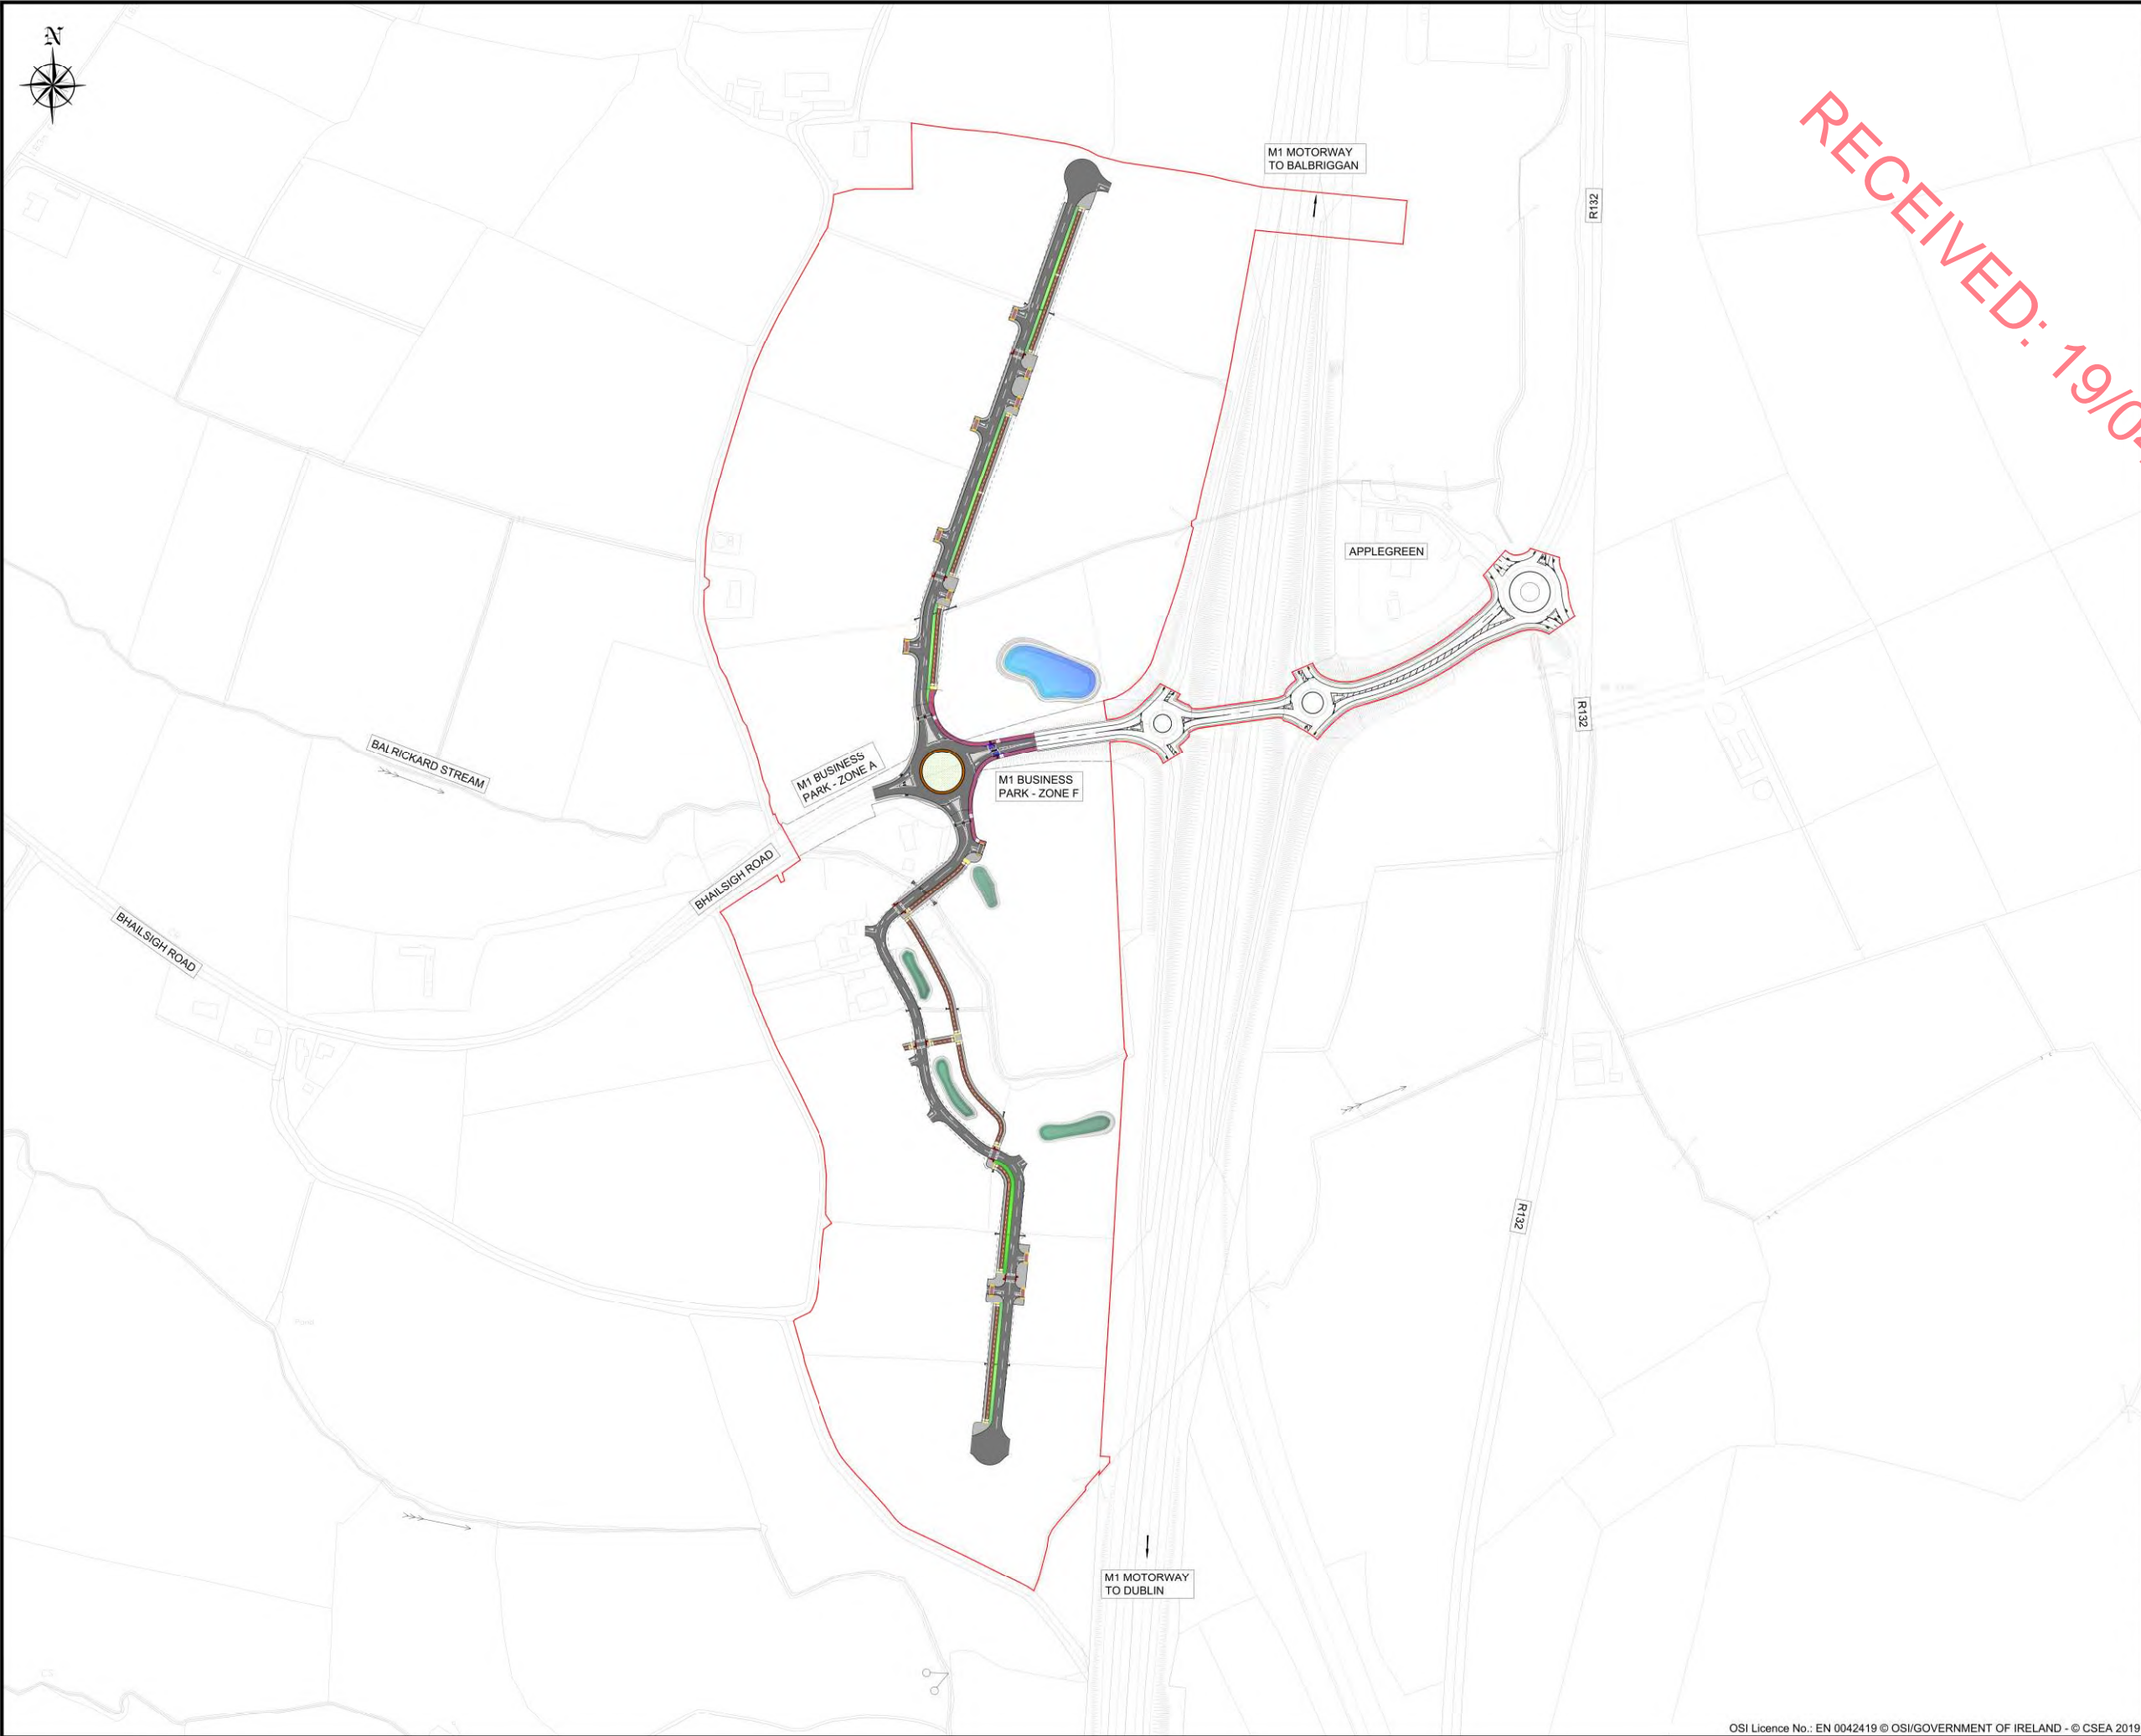 N
RECEIVED: 19/04
M1 MOTORWAY
TO BALBRIGGAN
R132
APPLEGREEN
R132
BALRICKARD STREAM
M1 BUSINESS
PARK - ZONE A
M1 BUSINESS
PARK - ZONE F
BHAILSIGH ROAD
BHAILSIGH ROAD
R132
M1 MOTORWAY
TO DUBLIN
OSI Licence No.: EN 0042419 © OSI/GOVERNMENT OF IRELAND - © CSEA 2019